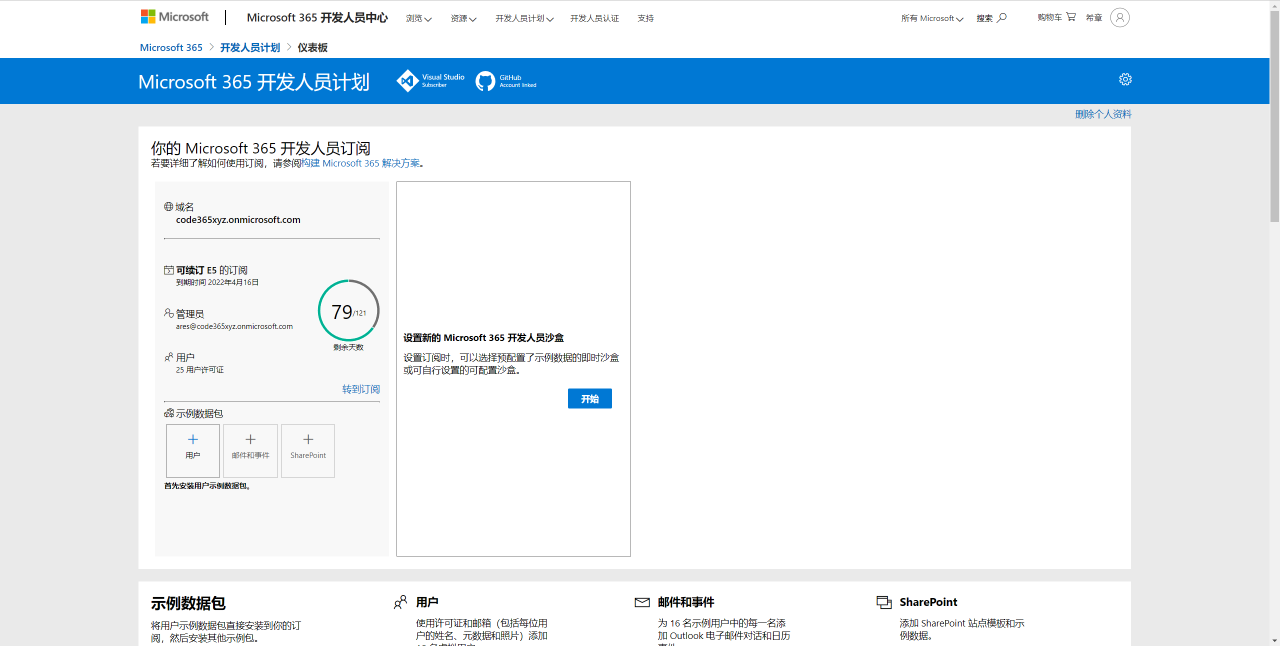 Microsoft
Microsoft 365 开发人员中心
浏览
资源
开发人员计划
开发人员认证
支持
所有 Microsoft
搜索
购物车
希章
Microsoft 365 > 开发人员计划 > 仪表板
Microsoft 365 开发人员计划
Visual Studio
Subscriber
GitHub
Account linked
删除个人资料
你的 Microsoft 365 开发人员订阅
若要详细了解如何使用订阅，请参阅构建 Microsoft 365 解决方案。
域名
code365xyz.onmicrosoft.com
可续订 E5 的订阅
到期时间 2022年4月16日
管理员
ares@code365xyz.onmicrosoft.com
79/121
剩余天数
用户
25 用户许可证
转到订阅
示例数据包
用户
邮件和事件
SharePoint
首先安装用户示例数据包。
设置新的 Microsoft 365 开发人员沙盒
设置订阅时，可以选择预配置了示例数据的即时沙盒
或可自行设置的可配置沙盒。
开始
示例数据包
将用户示例数据包直接安装到你的订
阅，然后安装其他示例包。
用户
使用许可证和邮箱（包括每位用
户的姓名、元数据和照片）添加
邮件和事件
为 16 名示例用户中的每一名添
加 Outlook 电子邮件对话和日历
SharePoint
添加 SharePoint 站点模板和示
例数据。